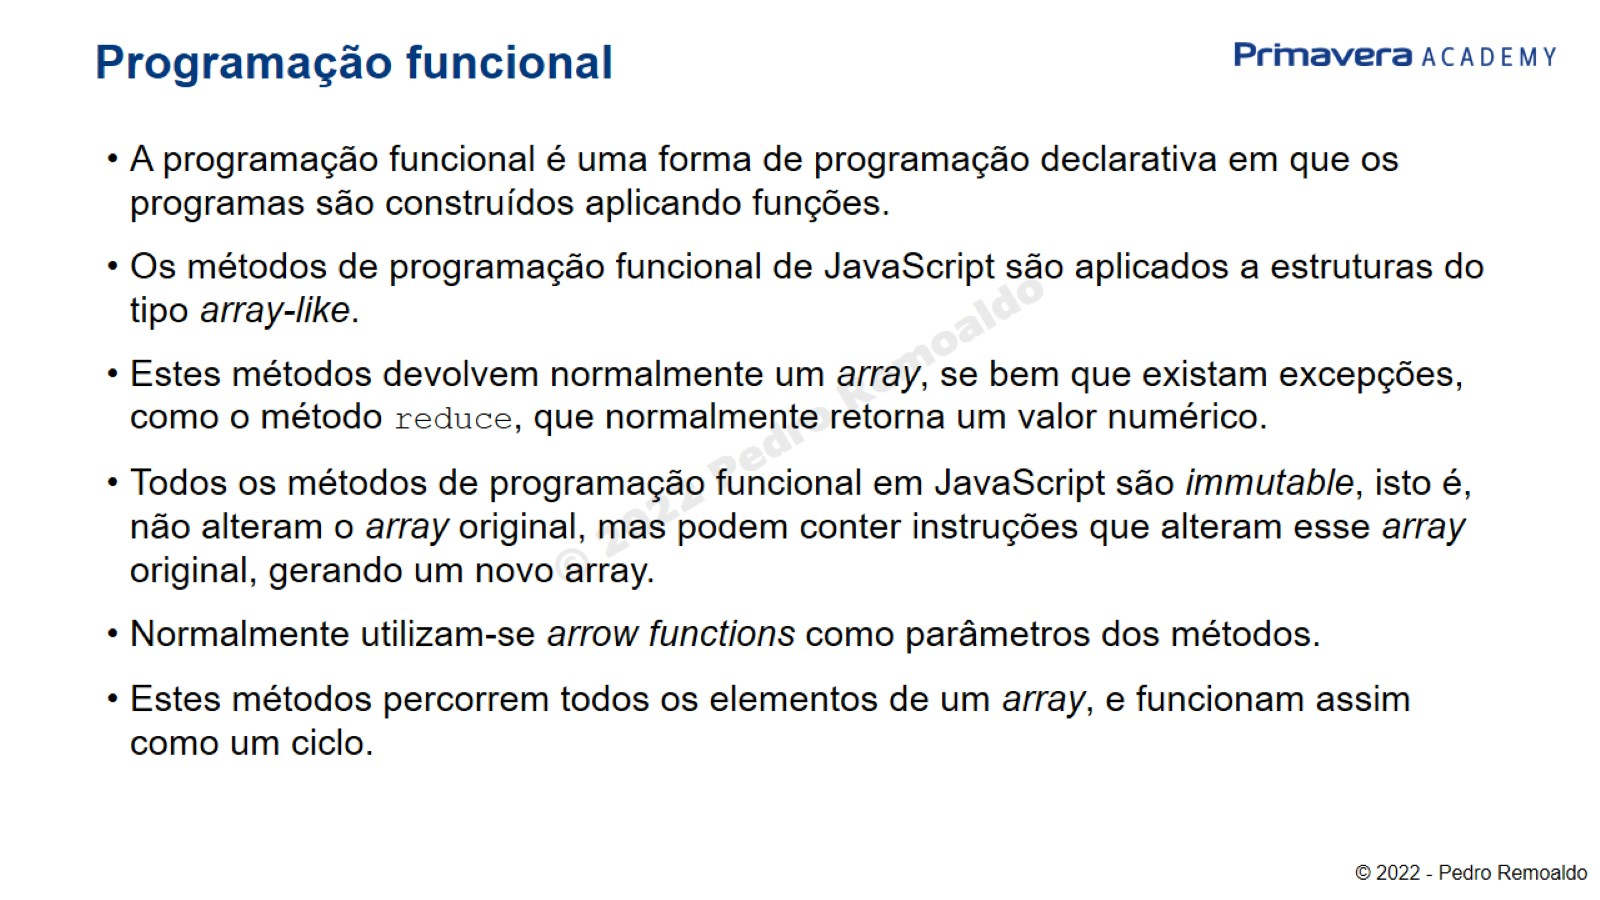 Programação funcional
Primavera ACADEMY
• A programação funcional é uma forma de programação declarativa em que os
programas são construídos aplicando funções.
• Os métodos de programação funcional de JavaScript são aplicados a estruturas do
tipo array-like.
• Estes métodos devolvem normalmente um array, se bem que existam excepções,
como o método reduce, que normalmente retorna um valor numérico.
• Todos os métodos de programação funcional em JavaScript são immutable, isto é,
não alteram o array original, mas podem conter instruções que alteram esse array
original, gerando um novo array.
• Normalmente utilizam-se arrow functions como parâmetros dos métodos.
• Estes métodos percorrem todos os elementos de um array, e funcionam assim
como um ciclo.
© 2022 Pedro Remoaldo
© 2022 - Pedro Remoaldo